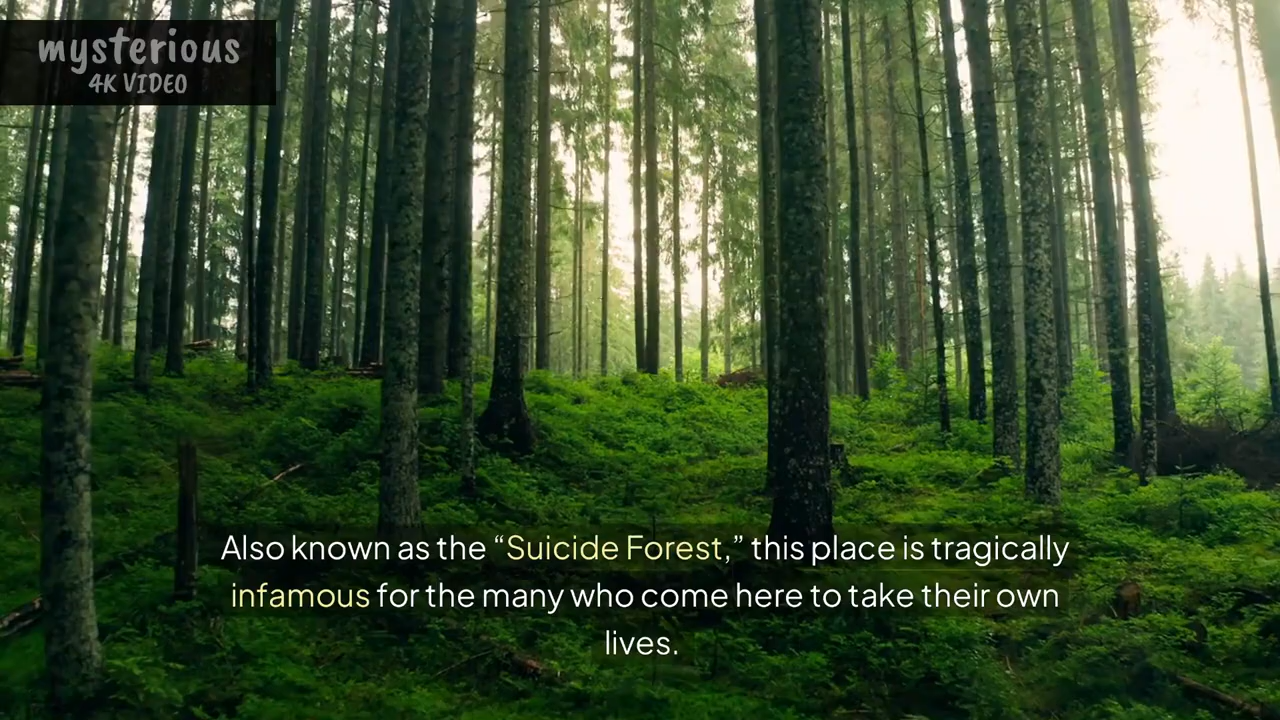 mysterious
4K VIDEO
Also known as the “Suicide Forest,” this place is tragically
infamous for the many who come here to take their own
lives.